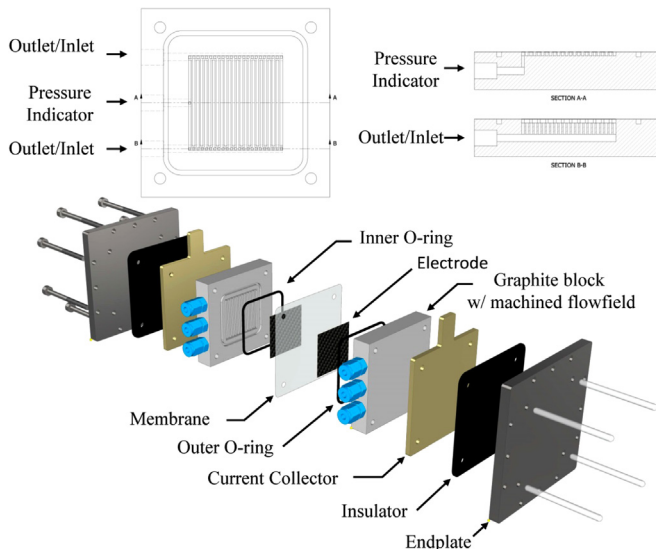 Outlet/Inlet
Pressure
Indicator
Outlet/Inlet
A
A
B
B
Pressure
Indicator
SECTION A-A
Outlet/Inlet
SECTION B-B
Inner O-ring
Electrode
Graphite block
w/ machined flowfield
Membrane
Outer O-ring
Current Collector
Insulator
Endplate